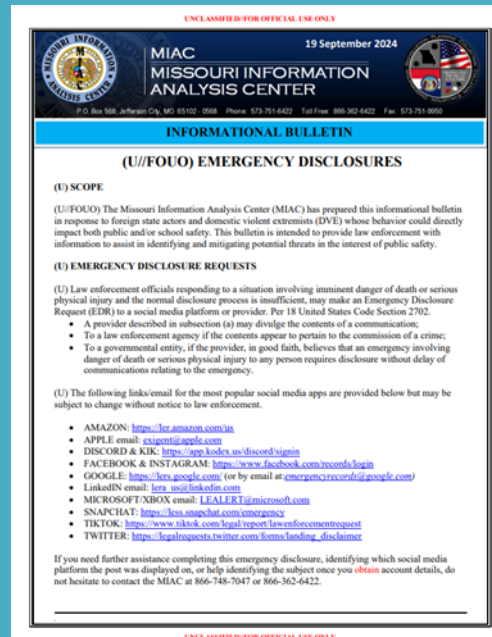 UNCLASSIFIED//FOR OFFICIAL USE ONLY
19 September 2024
MISSOURI INFORMATION
ANALYSIS CENTER
MIAC
MISSOURI INFORMATION
ANALYSIS CENTER
P.O. Box 568, Jefferson City, MO 65102 - 0568 Phone: 573-751-6422 Toll Free: 866-362-6422 Fax: 573-751-9950
INFORMATIONAL BULLETIN
(U//FOUO) EMERGENCY DISCLOSURES
(U) SCOPE
(U//FOUO) The Missouri Information Analysis Center (MIAC) has prepared this informational bulletin
in response to foreign state actors and domestic violent extremists (DVE) whose behavior could directly
impact both public and/or school safety. This bulletin is intended to provide law enforcement with
information to assist in identifying and mitigating potential threats in the interest of public safety.
(U) EMERGENCY DISCLOSURE REQUESTS
(U) Law enforcement officials responding to a situation involving imminent danger of death or serious
physical injury and the normal disclosure process is insufficient, may make an Emergency Disclosure
Request (EDR) to a social media platform or provider. Per 18 United States Code Section 2702.
• A provider described in subsection (a) may divulge the contents of a communication;
• To a law enforcement agency if the contents appear to pertain to the commission of a crime;
• To a governmental entity, if the provider, in good faith, believes that an emergency involving
danger of death or serious physical injury to any person requires disclosure without delay of
communications relating to the emergency.
(U) The following links/email for the most popular social media apps are provided below but may be
subject to change without notice to law enforcement.
• AMAZON: https://ler.amazon.com/us
• APPLE email: exigent@apple.com
• DISCORD & KIK: https://app.kodex.us/discord/signin
• FACEBOOK & INSTAGRAM: https://www.facebook.com/records/login
• GOOGLE: https://lers.google.com/ (or by email at:emergencyrecords@google.com)
• LinkedIN email: lera_us@linkedin.com
• MICROSOFT/XBOX email: LEALERT@microsoft.com
• SNAPCHAT: https://less.snapchat.com/emergency
• TIKTOK: https://www.tiktok.com/legal/report/lawenforcementrequest
• TWITTER: https://legalrequests.twitter.com/forms/landing_disclaimer
If you need further assistance completing this emergency disclosure, identifying which social media
platform the post was displayed on, or help identifying the subject once you obtain account details, do
not hesitate to contact the MIAC at 866-748-7047 or 866-362-6422.
UNCLASSIFIED//FOR OFFICIAL USE ONLY